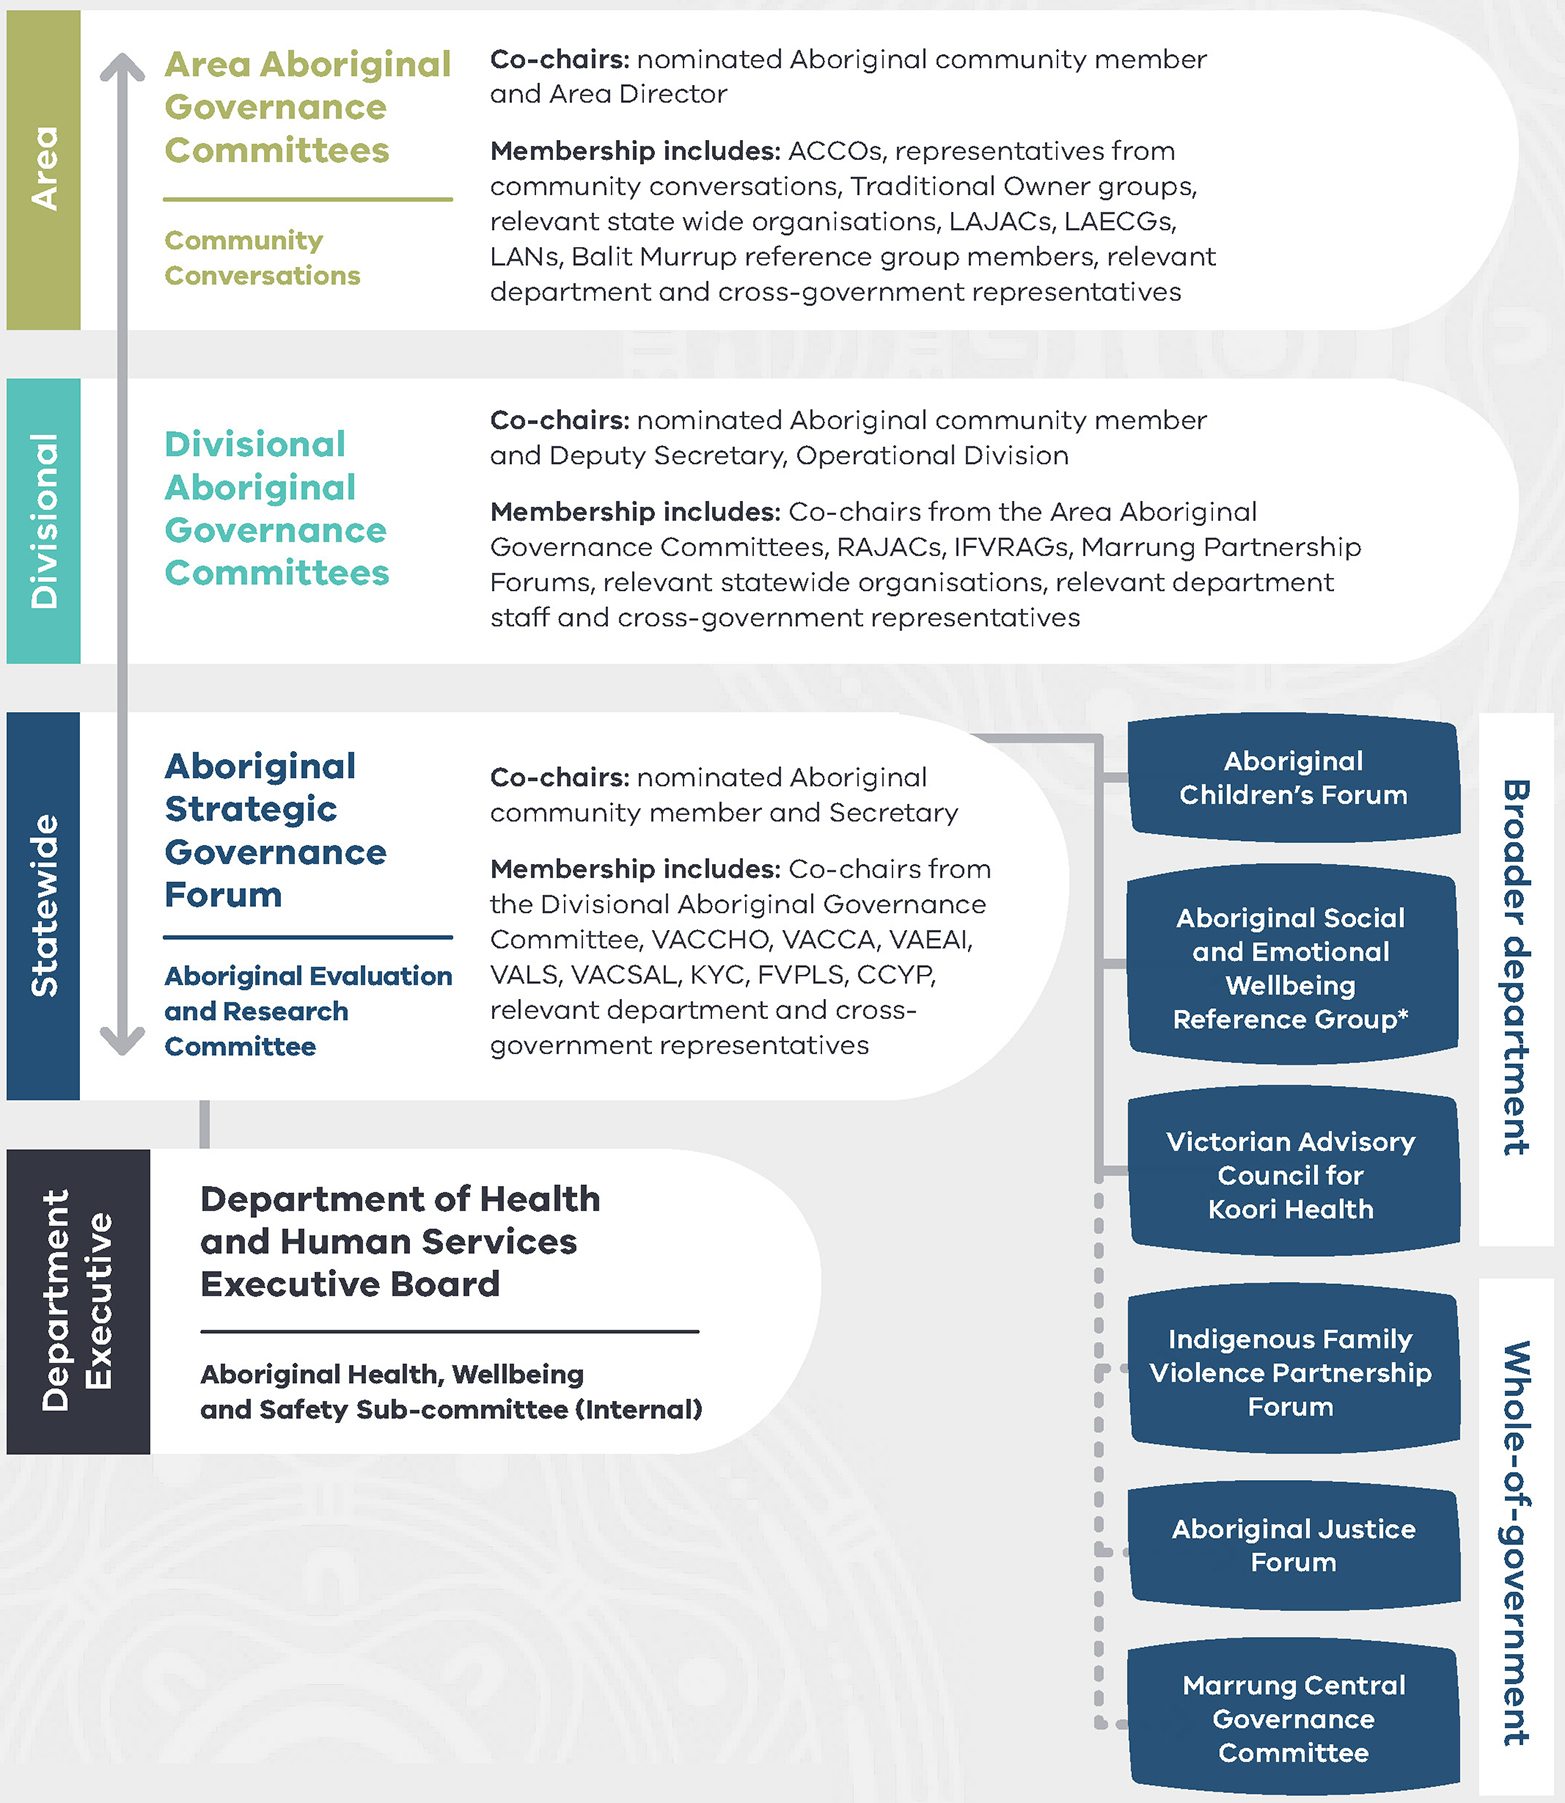 Area
Area Aboriginal
Governance
Committees
Community
Conversations
Co-chairs: nominated Aboriginal community member
and Area Director
Membership includes: ACCOs, representatives from
community conversations, Traditional Owner groups,
relevant state wide organisations, LAJACs, LAECGs,
LANs, Balit Murrup reference group members, relevant
department and cross-government representatives
Divisional
Divisional
Aboriginal
Governance
Committees
Co-chairs: nominated Aboriginal community member
and Deputy Secretary, Operational Division
Membership includes: Co-chairs from the Area Aboriginal
Governance Committees, RAJACs, IFVRAGs, Marrung Partnership
Forums, relevant statewide organisations, relevant department
staff and cross-government representatives
Statewide
Aboriginal
Strategic
Governance
Forum
Aboriginal Evaluation
and Research
Committee
Co-chairs: nominated Aboriginal
community member and Secretary
Membership includes: Co-chairs from
the Divisional Aboriginal Governance
Committee, VACCHO, VACCA, VAEAI,
VALS, VACSAL, KYC, FVPLS, CCYP,
relevant department and cross-
government representatives
Department
Executive
Department of Health
and Human Services
Executive Board
Aboriginal Health, Wellbeing
and Safety Sub-committee (Internal)
Broader department
Aboriginal
Children's Forum
Aboriginal Social
and Emotional
Wellbeing
Reference Group*
Victorian Advisory
Council for
Koori Health
Whole-of-government
Indigenous Family
Violence Partnership
Forum
Aboriginal Justice
Forum
Marrung Central
Governance
Committee